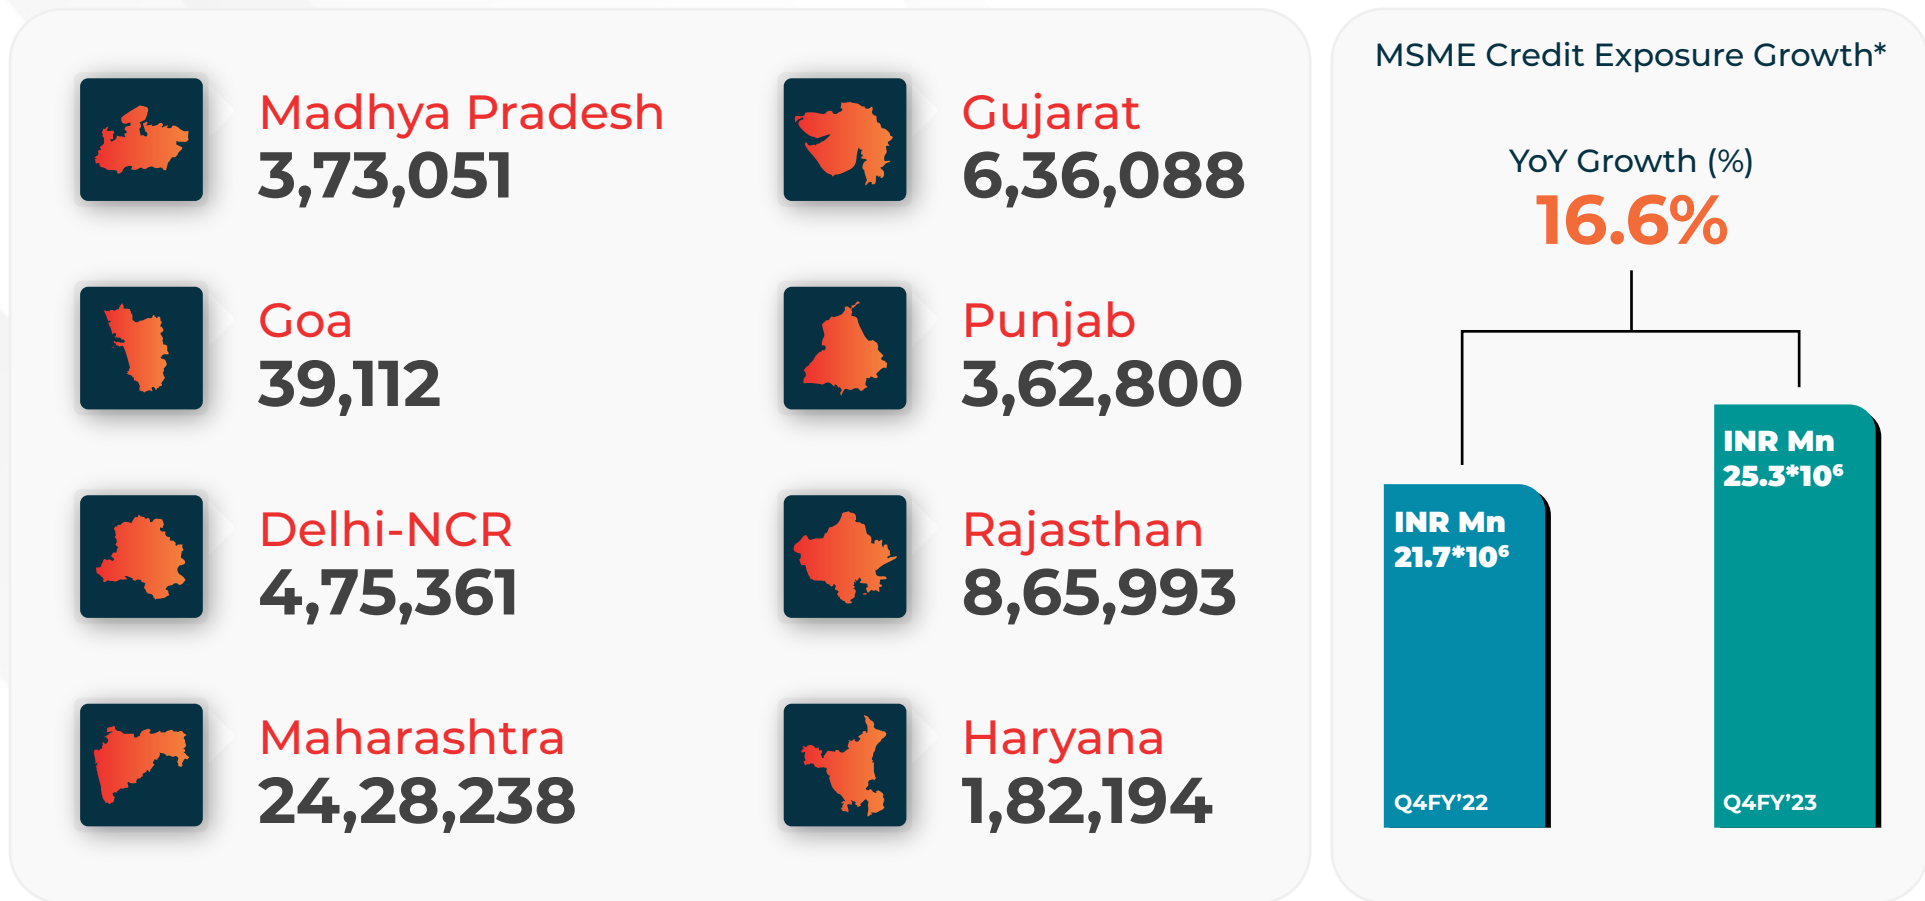 Madhya Pradesh
3,73,051
Gujarat
6,36,088
Goa
39,112
Punjab
3,62,800
Delhi-NCR
4,75,361
Rajasthan
8,65,993
Maharashtra
24,28,238
Haryana
1,82,194
MSME Credit Exposure Growth*
YoY Growth (%)
16.6%
INR Mn
21.7*10⁶
Q4FY’22
INR Mn
25.3*10⁶
Q4FY’23